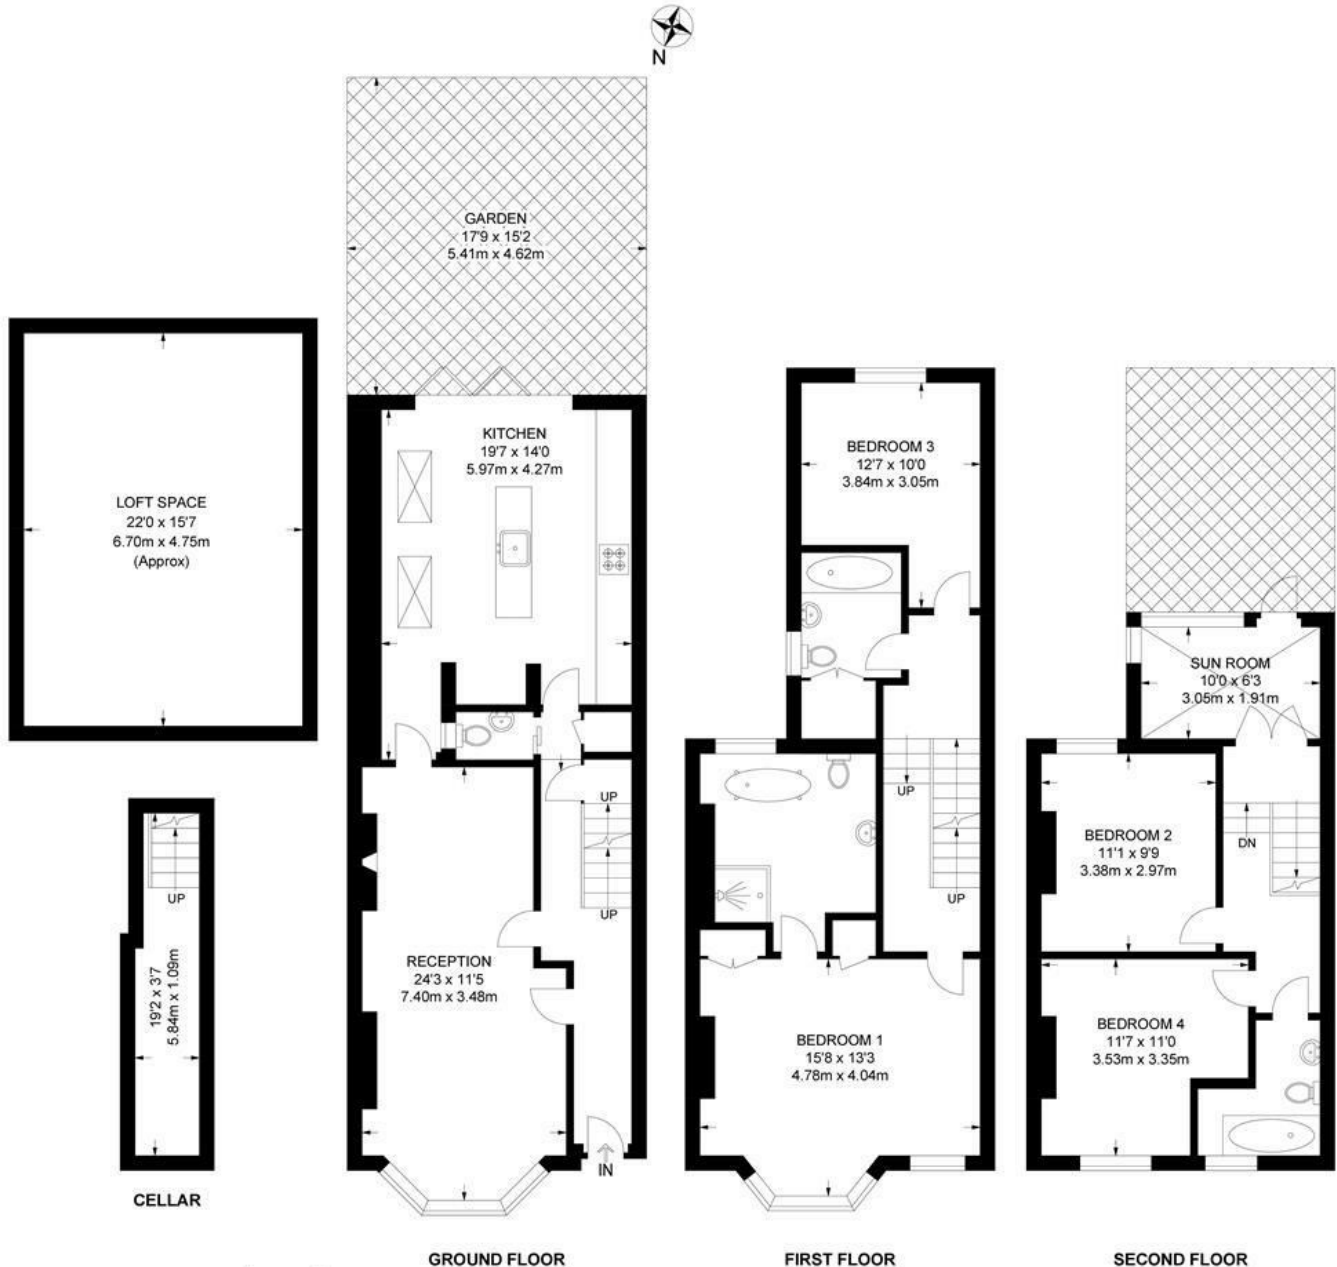 N
GARDEN
17'9 x 15'2
5.41m x 4.62m
LOFT SPACE
22'0 x 15'7
6.70m x 4.75m
(Approx)
KITCHEN
19'7 x 14'0
5.97m x 4.27m
UP
UP
RECEPTION
24'3 x 11'5
7.40m x 3.48m
IN
UP
19'2 x 3'7
5.84m x 1.09m
CELLAR
GROUND FLOOR
BEDROOM 3
12'7 x 10'0
3.84m x 3.05m
UP
UP
BEDROOM 1
15'8 x 13'3
4.78m x 4.04m
FIRST FLOOR
SUN ROOM
10'0 x 6'3
3.05m x 1.91m
BEDROOM 2
11'1 x 9'9
3.38m x 2.97m
DN
BEDROOM 4
11'7 x 11'0
3.53m x 3.35m
SECOND FLOOR